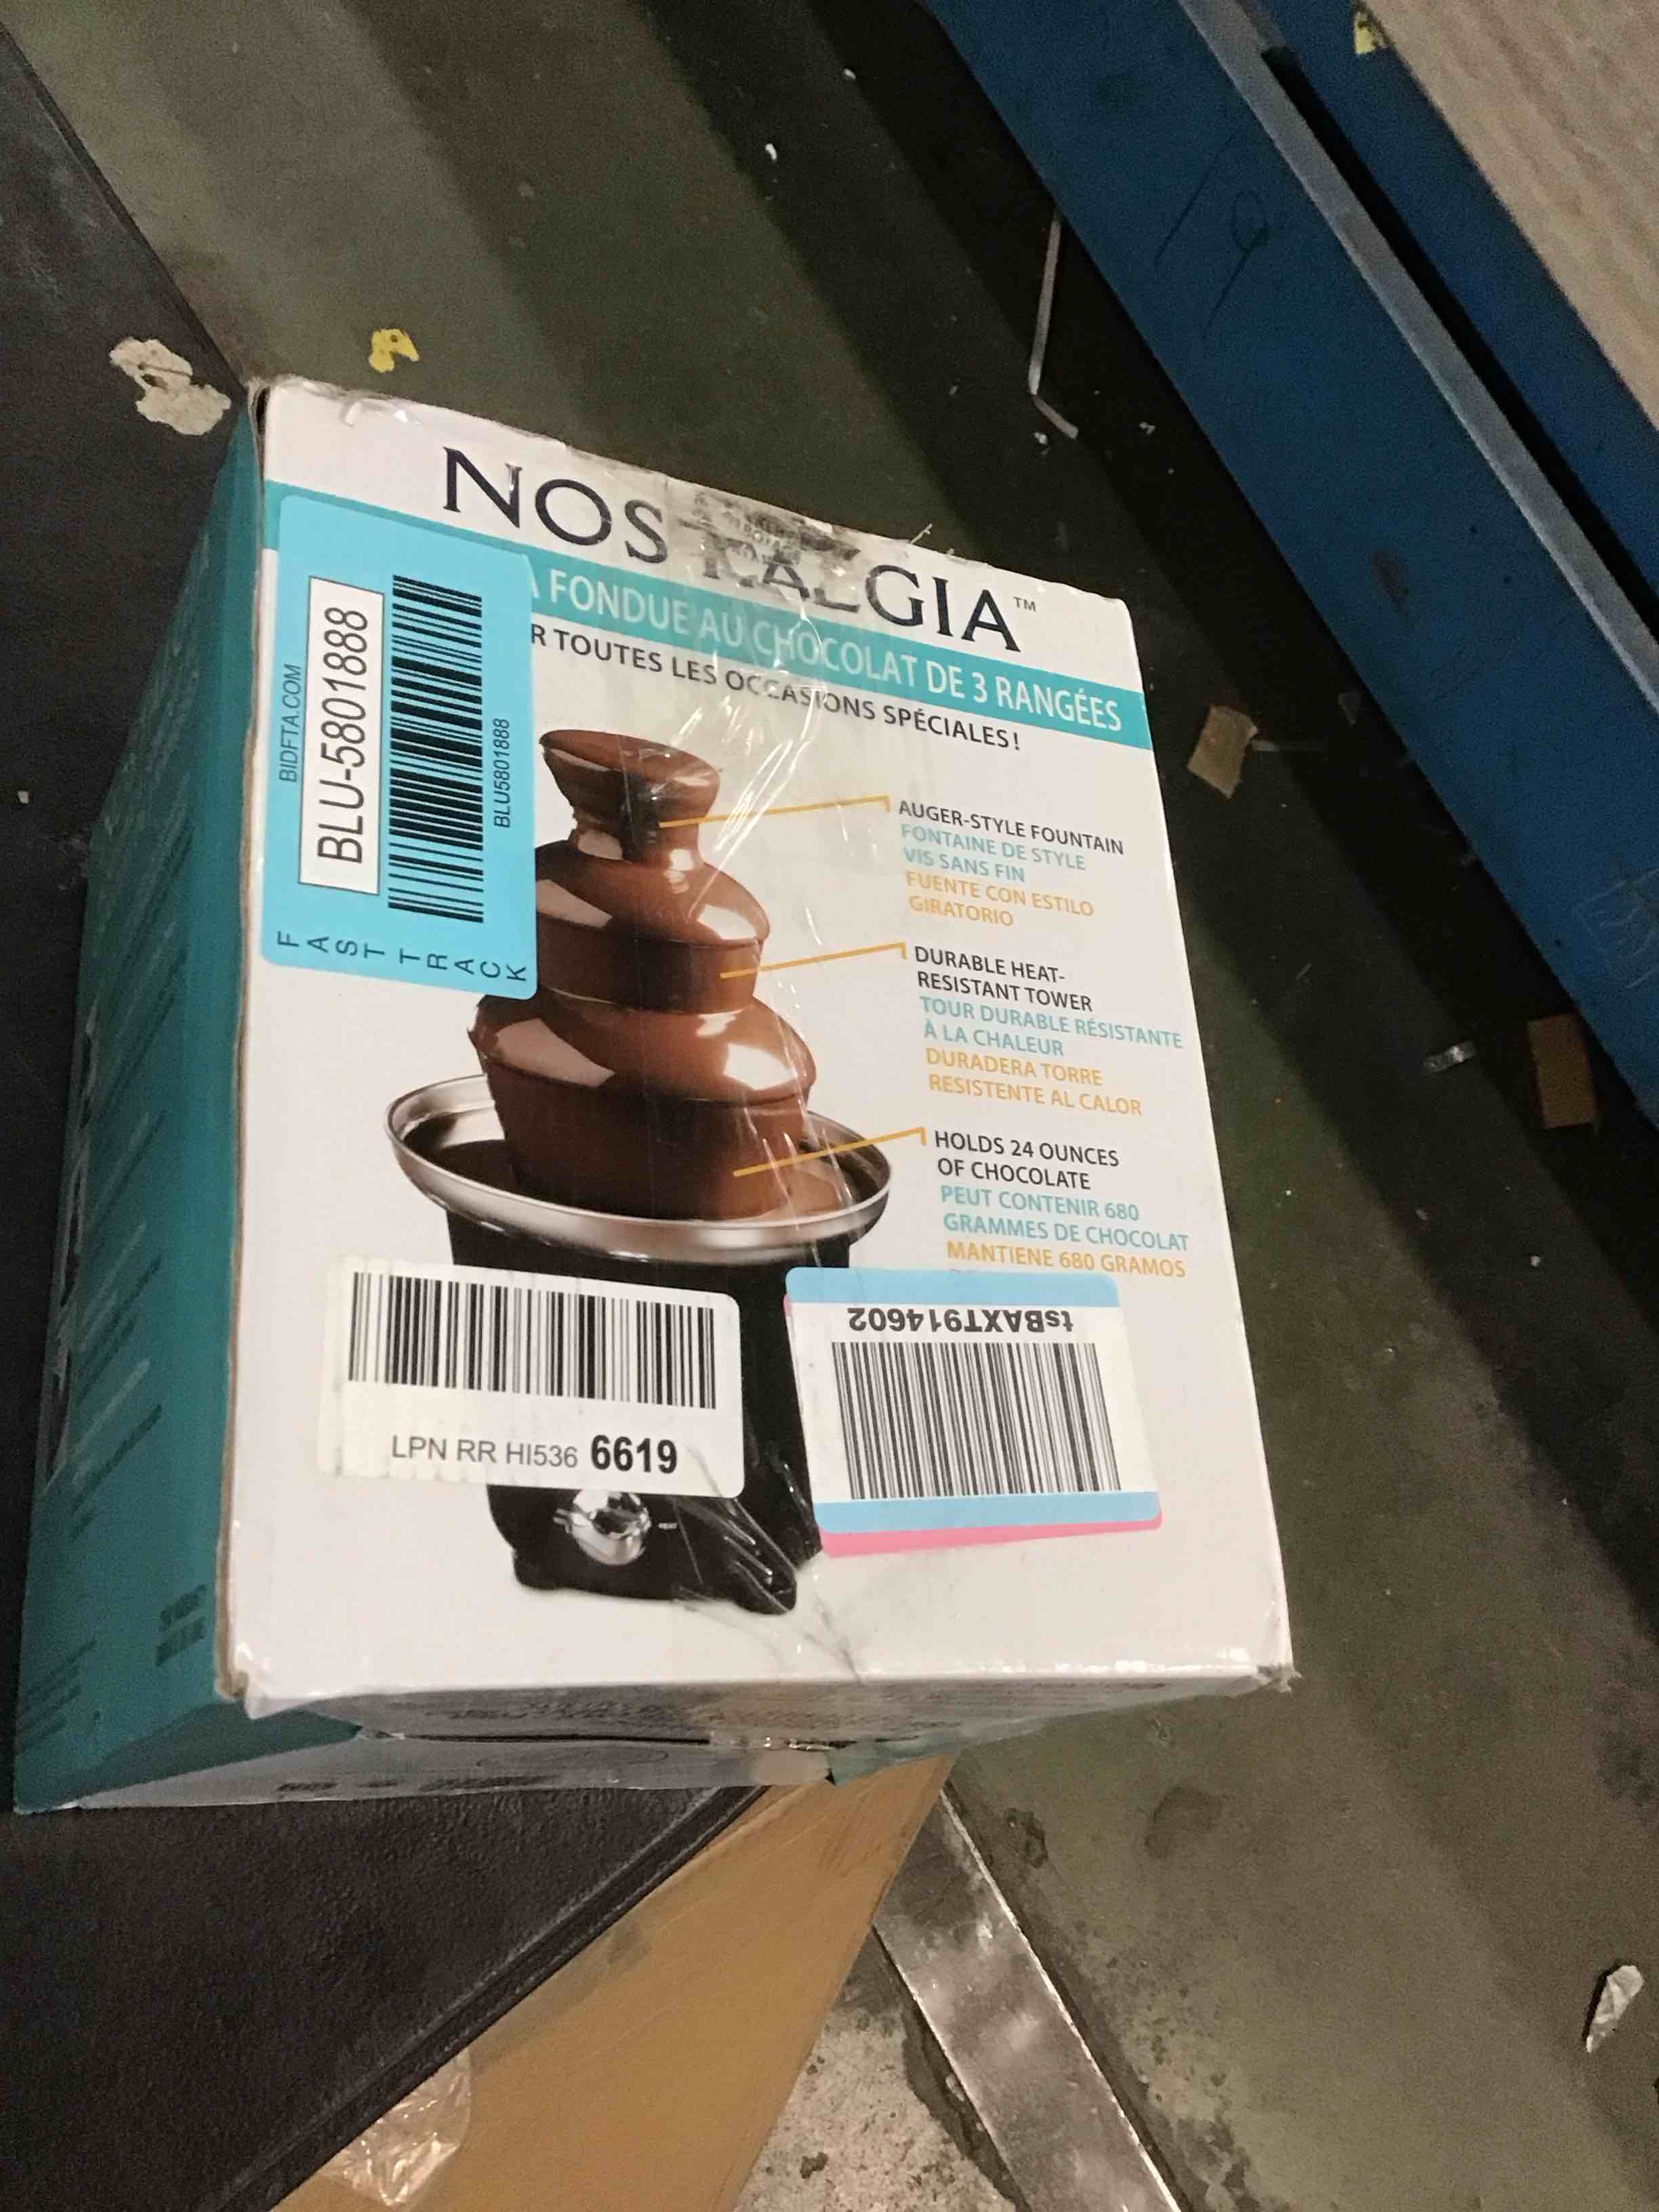 NOSTALGIA™
À FONDUE AU CHOCOLAT DE 3 RANGÉES
R TOUTES LES OCCASIONS SPÉCIALES!
BIDFTA.COM
BLU-5801888
BLU5801888
FAST TRACK
AUGER-STYLE FOUNTAIN
FONTAINE DE STYLE
VIS SANS FIN
FUENTE CON ESTILO
GIRATORIO
DURABLE HEAT-
RESISTANT TOWER
TOUR DURABLE RÉSISTANTE
À LA CHALEUR
DURADERA TORRE
RESISTENTE AL CALOR
HOLDS 24 OUNCES
OF CHOCOLATE
PEUT CONTENIR 680
GRAMMES DE CHOCOLAT
MANTIENE 680 GRAMOS
tsBAXT914602
LPN RR HI536 6619
HEAT